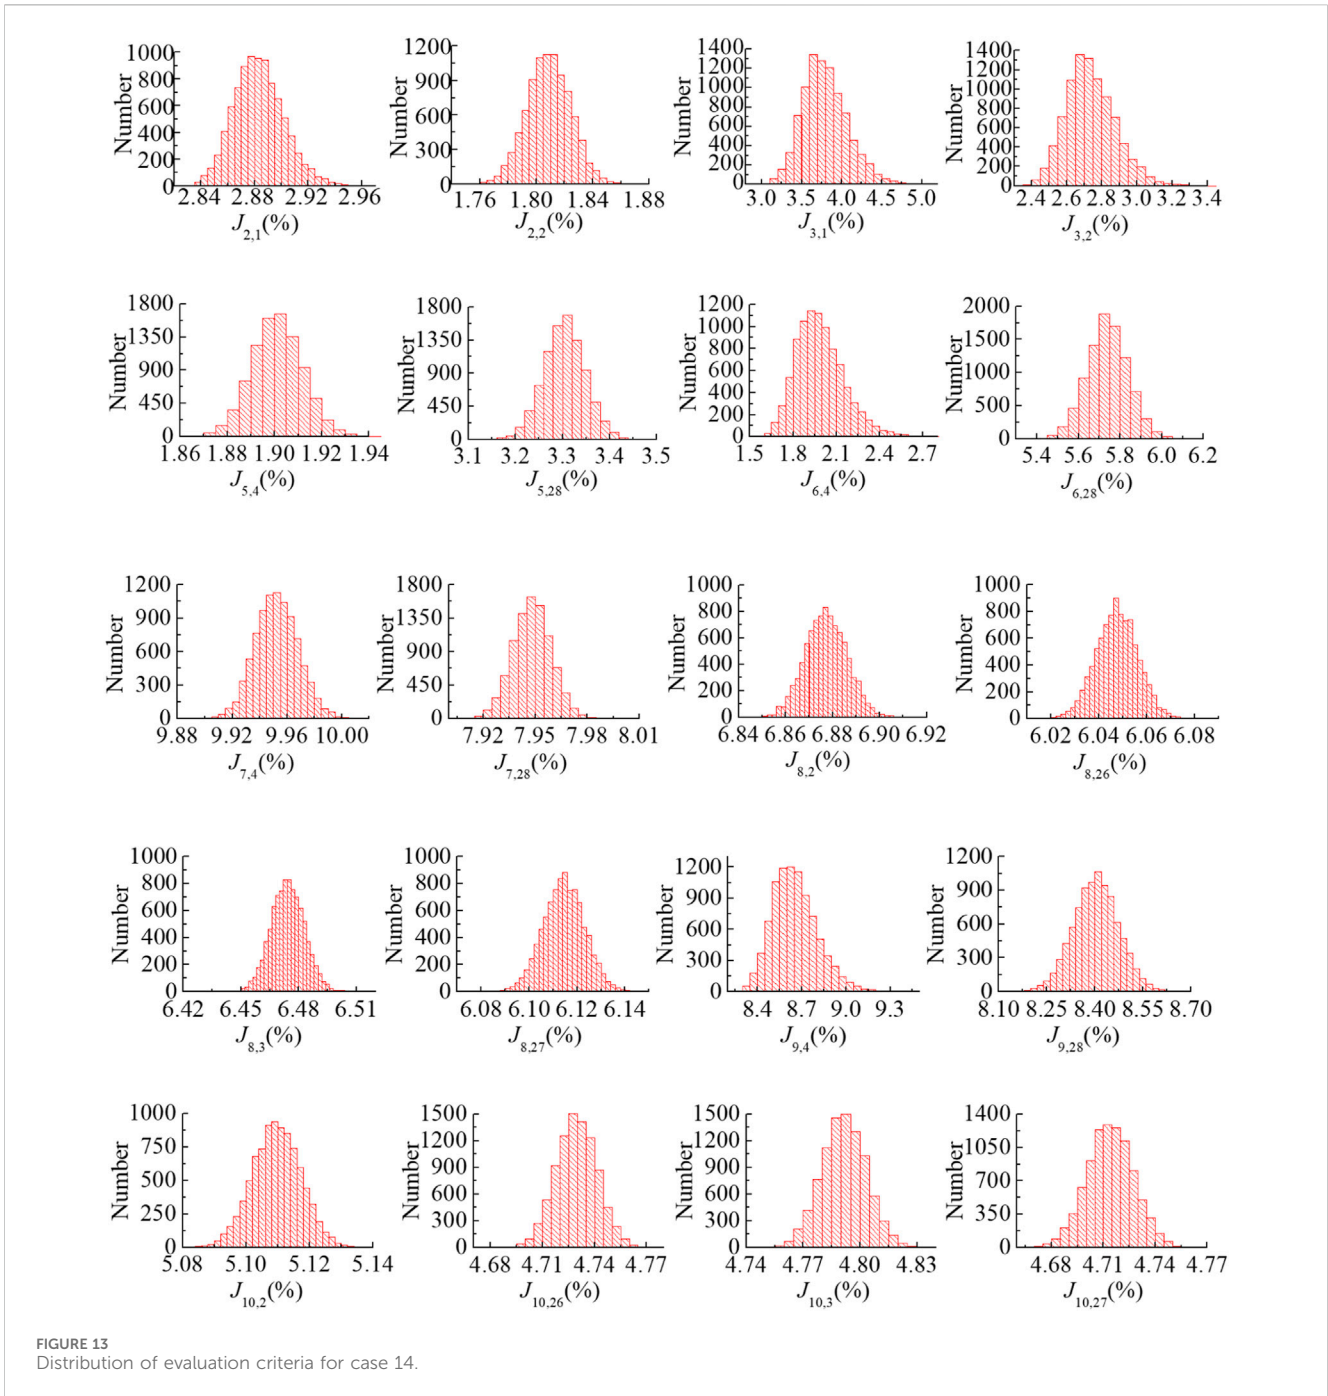 1000
800
600
400
200
0
Number
2.84 2.88 2.92 2.96
J2,1(%)
1200
900
600
300
0
Number
1.76 1.80 1.84 1.88
J2,2(%)
1400
1200
1000
800
600
400
200
0
Number
3.0 3.5 4.0 4.5 5.0
J3,1(%)
1400
1200
1000
800
600
400
200
0
Number
2.4 2.6 2.8 3.0 3.2 3.4
J3,2(%)
1800
1350
900
450
0
Number
1.86 1.88 1.90 1.92 1.94
J5,4(%)
1800
1350
900
450
0
Number
3.1 3.2 3.3 3.4 3.5
J5,28(%)
1200
1000
800
600
400
200
0
Number
1.5 1.8 2.1 2.4 2.7
J6,4(%)
2000
1500
1000
500
0
Number
5.4 5.6 5.8 6.0 6.2
J6,28(%)
1200
900
600
300
0
Number
9.88 9.92 9.96 10.00
J7,4(%)
1800
1350
900
450
0
Number
7.92 7.95 7.98 8.01
J7,28(%)
1000
800
600
400
200
0
Number
6.84 6.86 6.88 6.90 6.92
J8,2(%)
1000
800
600
400
200
0
Number
6.02 6.04 6.06 6.08
J8,26(%)
1000
800
600
400
200
0
Number
6.42 6.45 6.48 6.51
J8,3(%)
1000
800
600
400
200
0
Number
6.08 6.10 6.12 6.14
J8,27(%)
1200
900
600
300
0
Number
8.4 8.7 9.0 9.3
J9,4(%)
1200
900
600
300
0
Number
8.10 8.25 8.40 8.55 8.70
J9,28(%)
1000
750
500
250
0
Number
5.08 5.10 5.12 5.14
J10,2(%)
1500
1200
900
600
300
0
Number
4.68 4.71 4.74 4.77
J10,26(%)
1500
1200
900
600
300
0
Number
4.74 4.77 4.80 4.83
J10,3(%)
1400
1050
700
350
0
Number
4.68 4.71 4.74 4.77
J10,27(%)
FIGURE 13
Distribution of evaluation criteria for case 14.